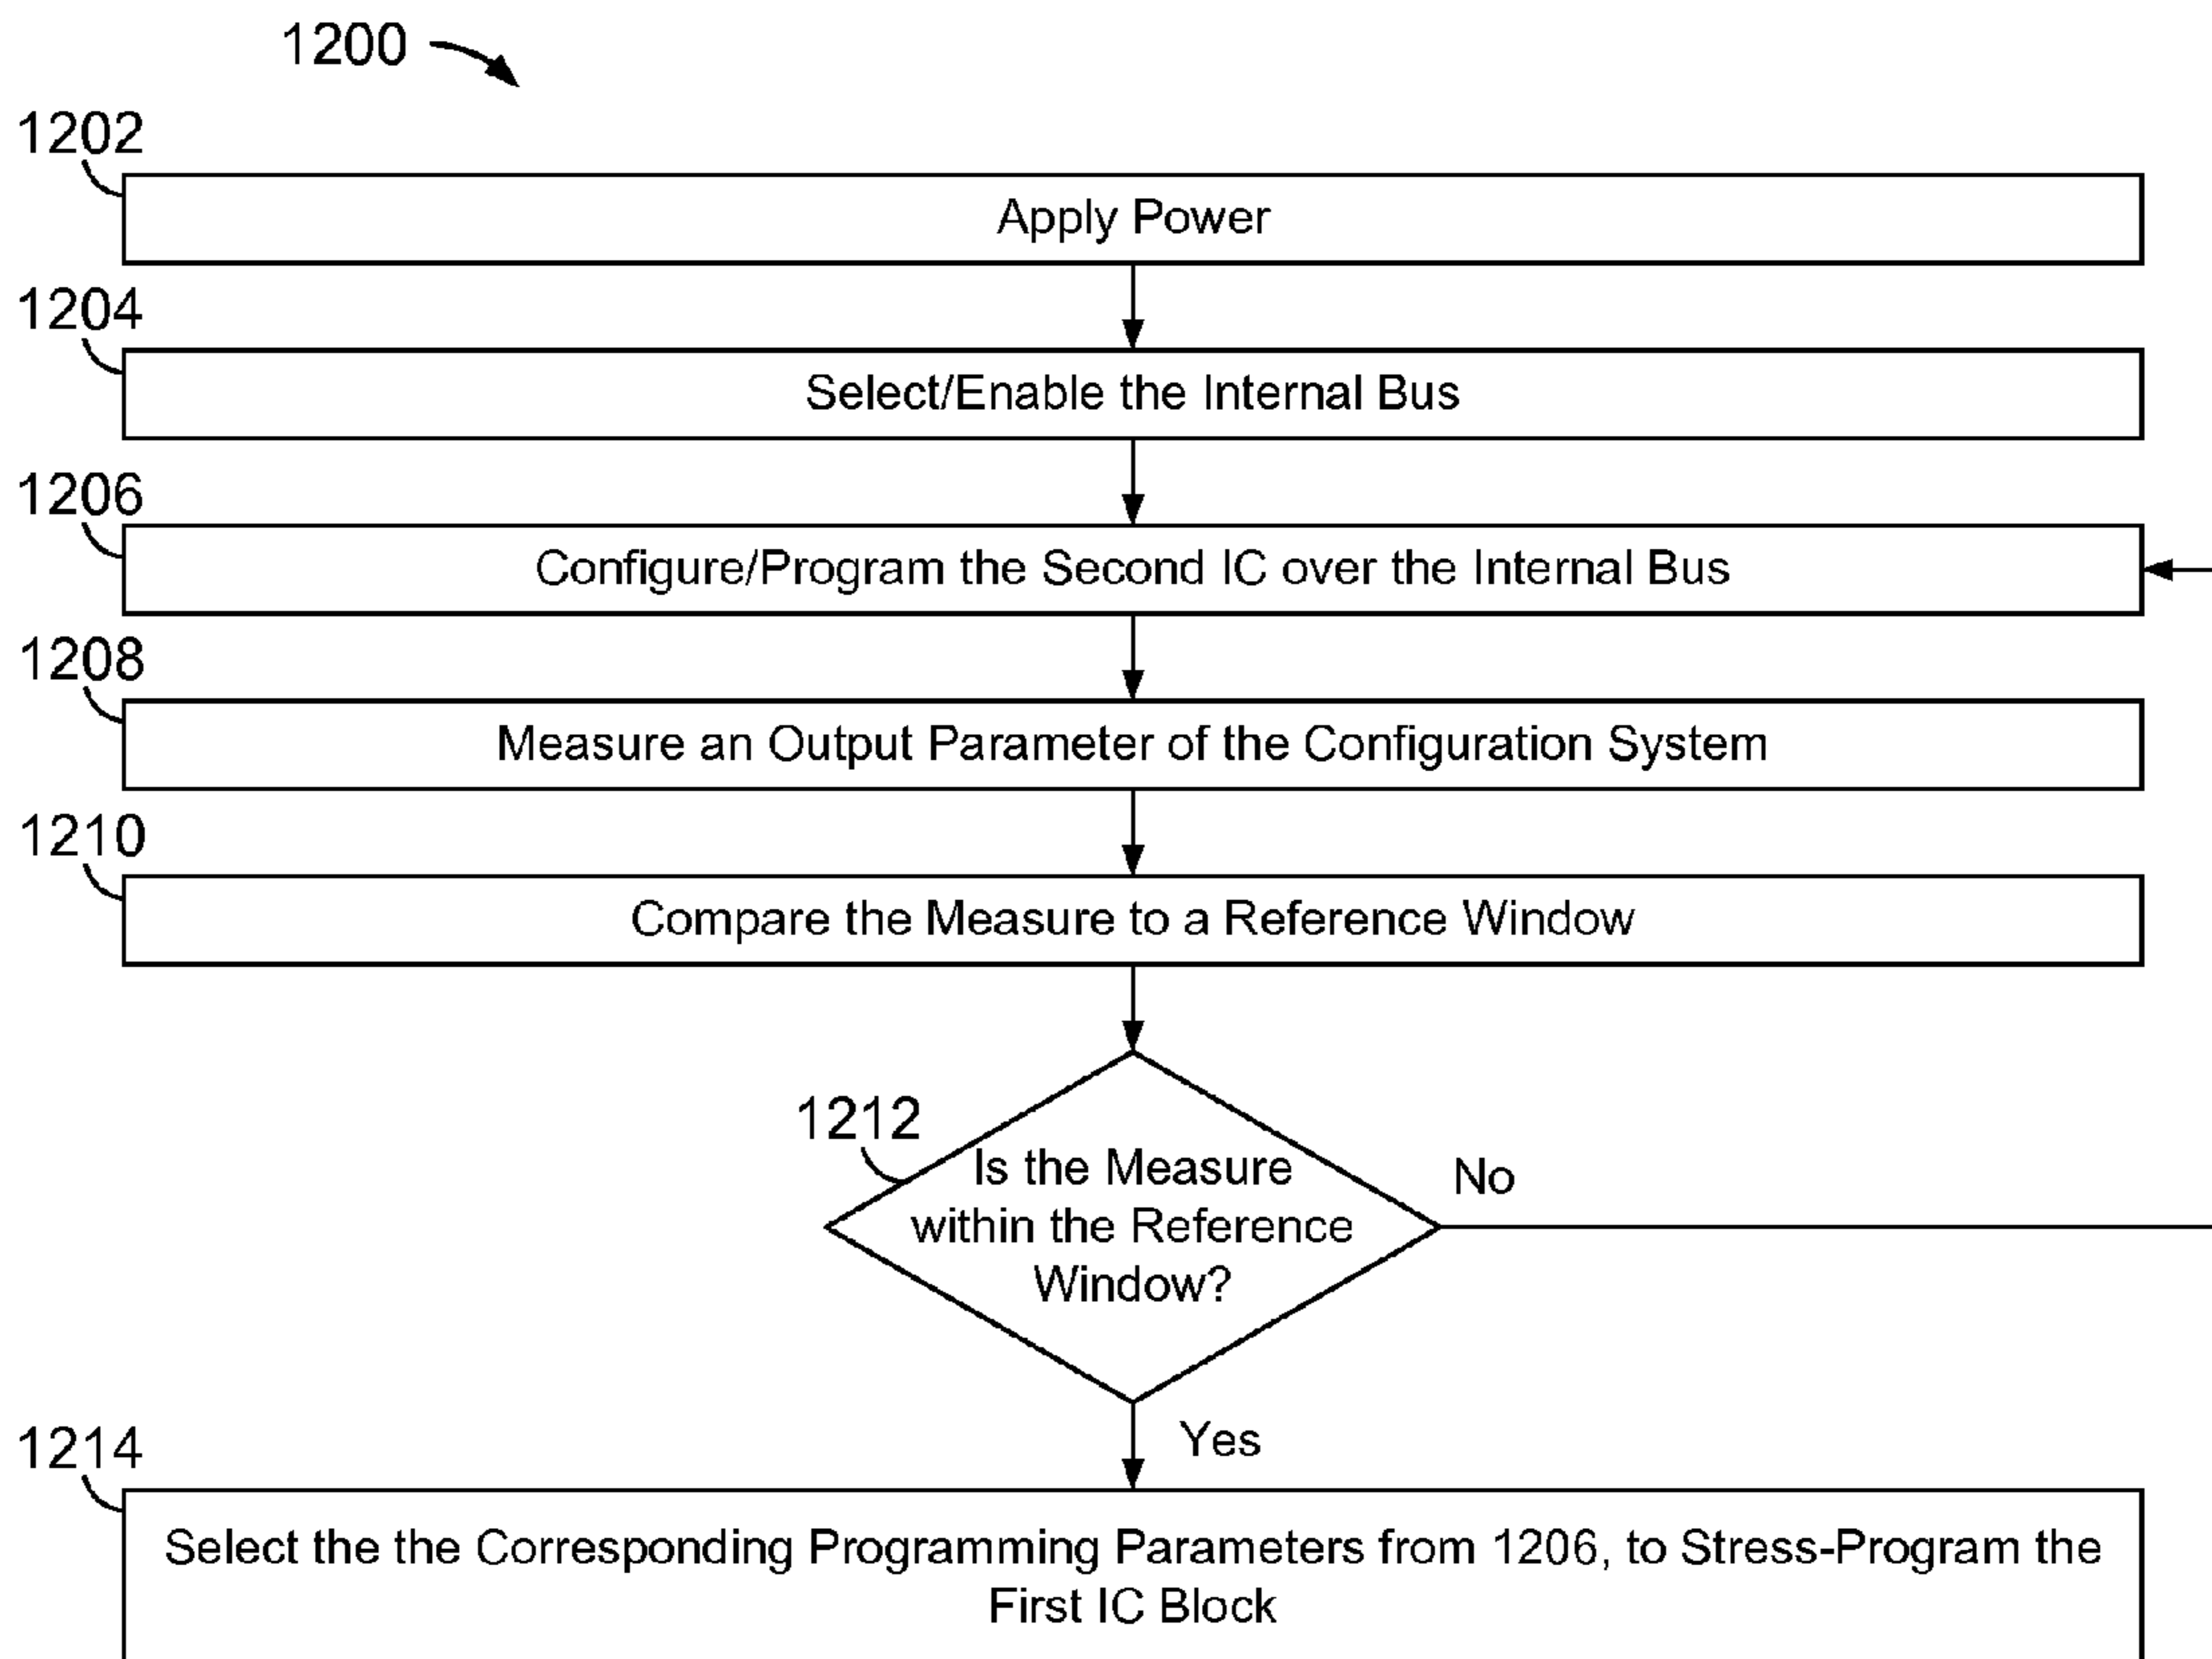 1200
1202
Apply Power
1204
Select/Enable the Internal Bus
1206
Configure/Program the Second IC over the Internal Bus
1208
Measure an Output Parameter of the Configuration System
1210
Compare the Measure to a Reference Window
1212
Is the Measure
within the Reference
Window?
No
Yes
1214
Select the the Corresponding Programming Parameters from 1206, to Stress-Program the
First IC Block